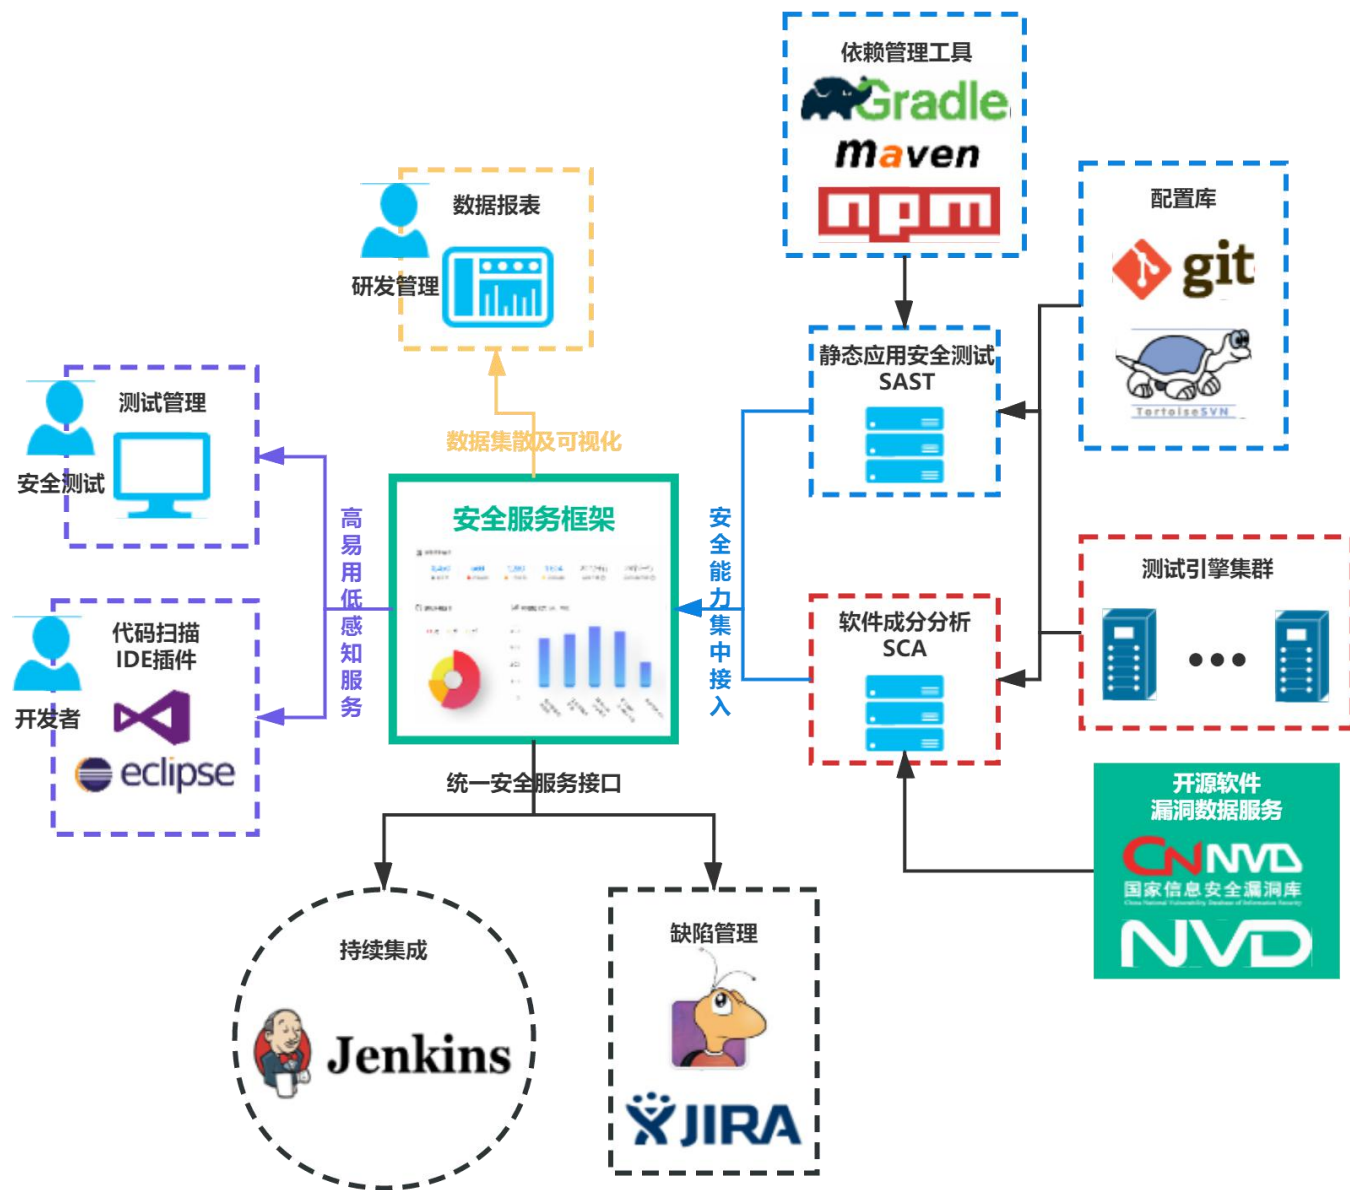 依赖管理工具
Gradle
maven
npm
配置库
git
TortoiseSVN
数据报表
研发管理
静态应用安全测试
SAST
测试管理
安全测试
数据集散及可视化
安全服务框架
高易用低感知服务
安全能力集中接入
测试引擎集群
软件成分分析
SCA
代码扫描
IDE插件
开发者
eclipse
统一安全服务接口
开源软件
漏洞数据服务
CNNVD
国家信息安全漏洞库
China National Vulnerability Database of Information Security
NVD
持续集成
Jenkins
缺陷管理
JIRA